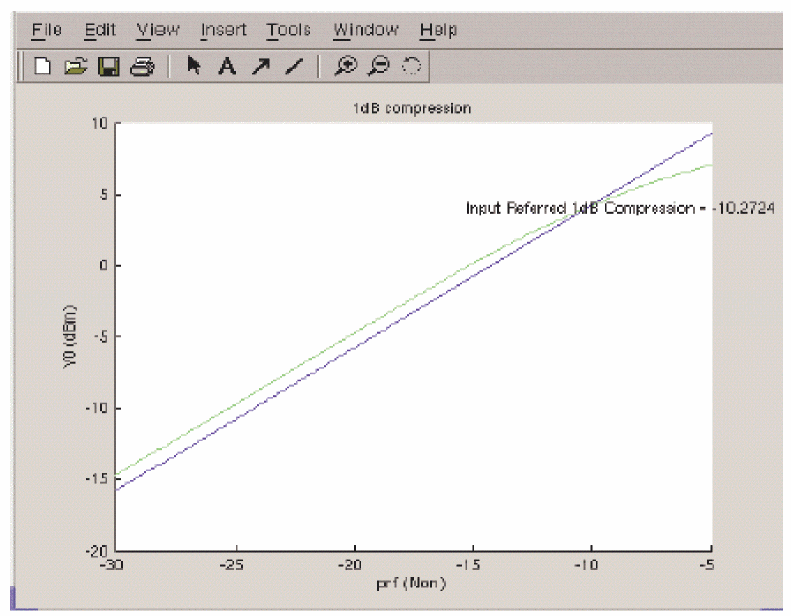 File Edit View Insert Tools Window Help
1dB compression
10
5
Input Referred 1dB Compression = -10.2724
0
-5
-10
-15
-20
Y0 (dBm)
-30 -25 -20 -15 -10 -5
prf (Non)